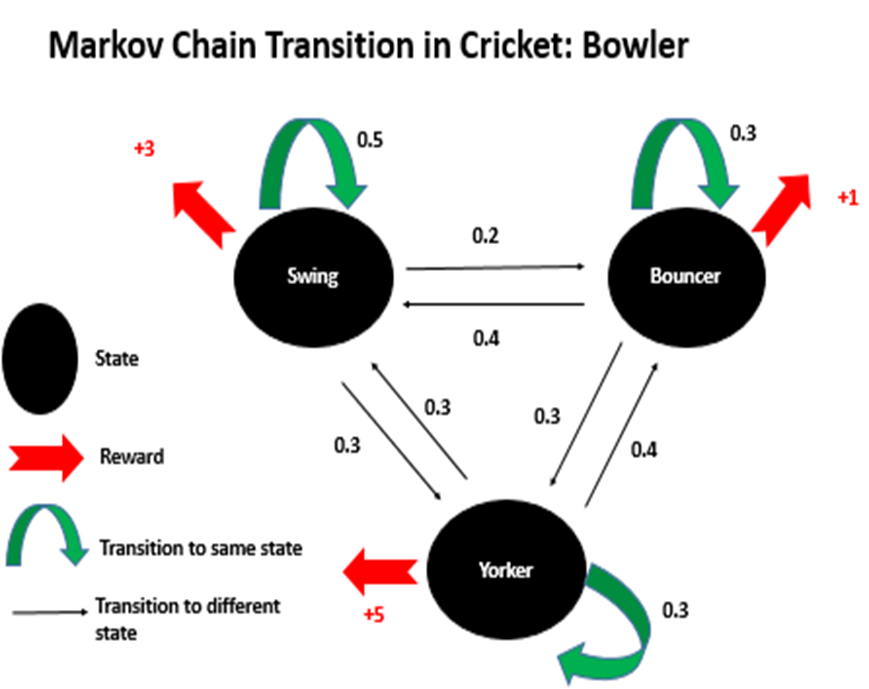 Markov Chain Transition in Cricket: Bowler
+3
0.5
0.3
+1
Swing
0.2
Bouncer
0.4
State
0.3
0.3
0.3
0.4
Reward
Transition to same state
Yorker
+5
0.3
Transition to different
state